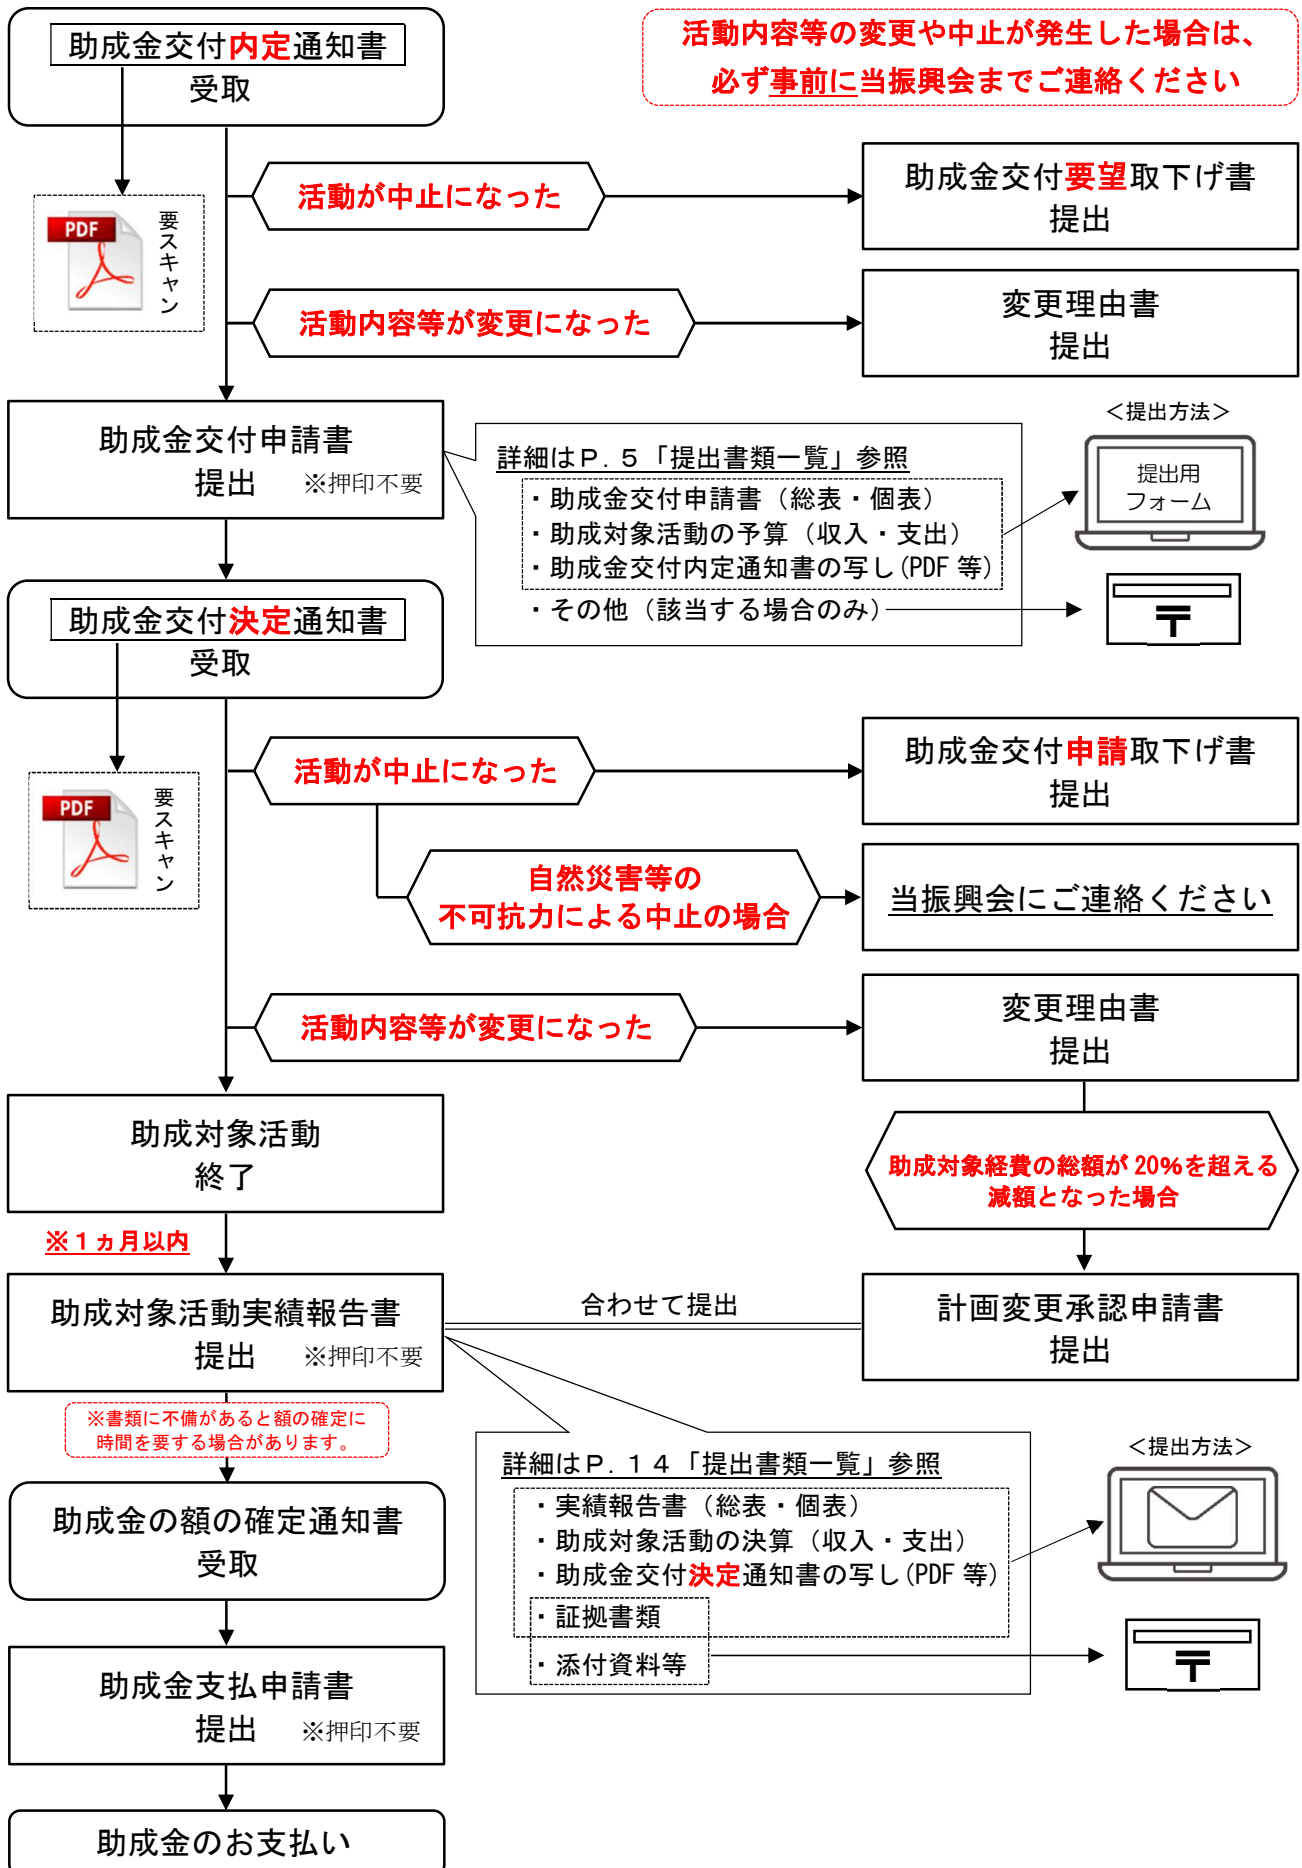 助成金交付内定通知書
受取
活動内容等の変更や中止が発生した場合は、
必ず事前に当振興会までご連絡ください
PDF
要スキャン
活動が中止になった
助成金交付要望取下げ書
提出
活動内容等が変更になった
変更理由書
提出
助成金交付申請書
提出 ※押印不要
詳細はP.5「提出書類一覧」参照
・助成金交付申請書（総表・個表）
・助成対象活動の予算（収入・支出）
・助成金交付内定通知書の写し(PDF等)
・その他（該当する場合のみ）
＜提出方法＞
提出用
フォーム
〒
助成金交付決定通知書
受取
PDF
要スキャン
活動が中止になった
助成金交付申請取下げ書
提出
自然災害等の
不可抗力による中止の場合
当振興会にご連絡ください
活動内容等が変更になった
変更理由書
提出
助成対象経費の総額が20%を超える
減額となった場合
助成対象活動
終了
※１ヵ月以内
助成対象活動実績報告書
提出 ※押印不要
合わせて提出
計画変更承認申請書
提出
※書類に不備があると額の確定に
時間を要する場合があります。
詳細はP.14「提出書類一覧」参照
・実績報告書（総表・個表）
・助成対象活動の決算（収入・支出）
・助成金交付決定通知書の写し(PDF等)
・証拠書類
・添付資料等
＜提出方法＞
〒
助成金の額の確定通知書
受取
助成金支払申請書
提出 ※押印不要
助成金のお支払い